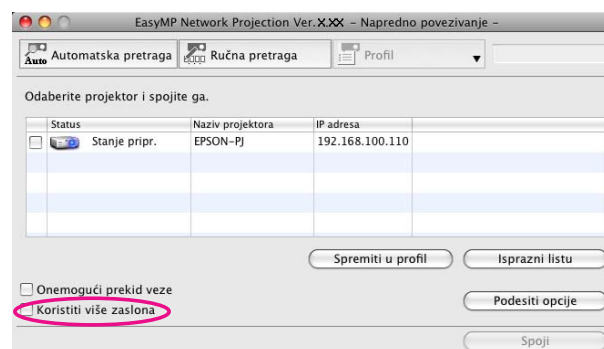 EasyMP Network Projection Ver.X.XX – Napredno povezivanje –
Auto Automatska pretraga Ručna pretraga Profil
Odaberite projektor i spojite ga.
Status Naziv projektora IP adresa
Stanje pripr. EPSON-PJ 192.168.100.110
Spremiti u profil Isprazni listu
Onemogući prekid veze
Podesiti opcije
Koristiti više zaslona
Spoji